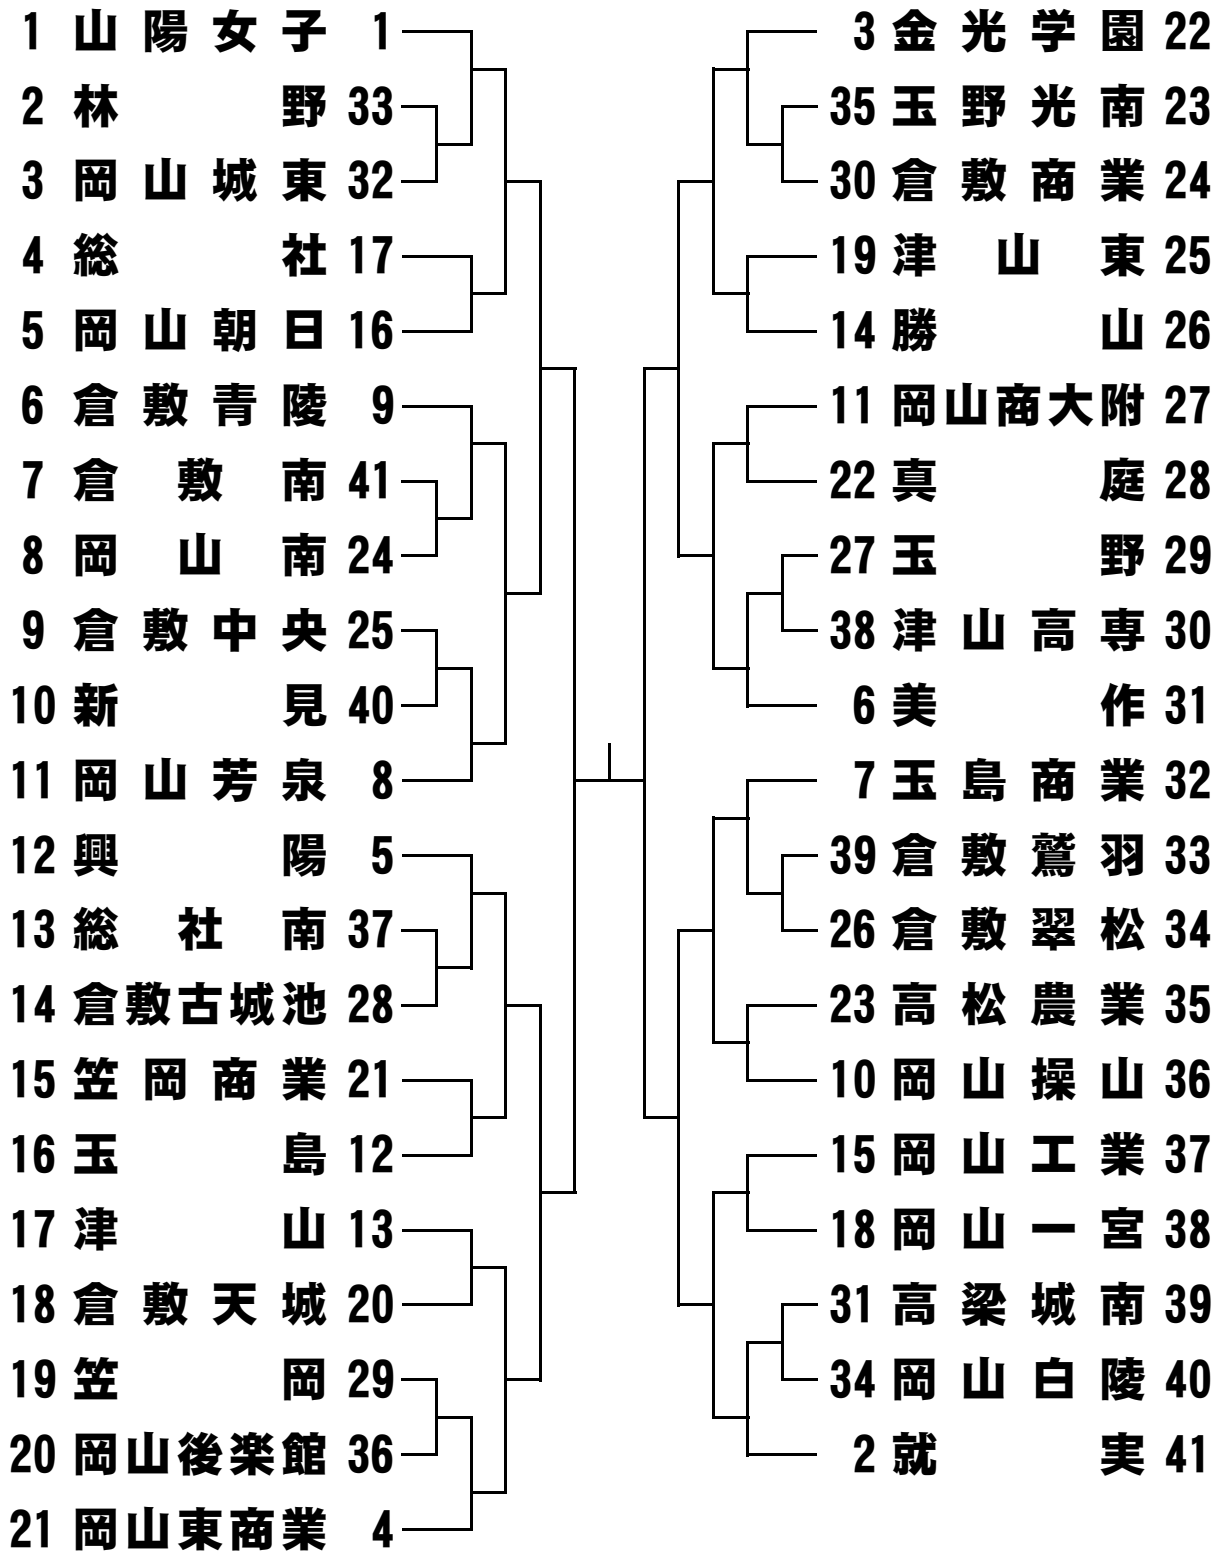 1 山陽女子 1
2 林野 33
3 岡山城東 32
4 総社 17
5 岡山朝日 16
6 倉敷青陵 9
7 倉敷南 41
8 岡山南 24
9 倉敷中央 25
10 新見 40
11 岡山芳泉 8
12 興陽 5
13 総社南 37
14 倉敷古城池 28
15 笠岡商業 21
16 玉島 12
17 津山 13
18 倉敷天城 20
19 笠岡 29
20 岡山後楽館 36
21 岡山東商業 4
3 金光学園 22
35 玉野光南 23
30 倉敷商業 24
19 津山東 25
14 勝山 26
11 岡山商大附 27
22 真庭 28
27 玉野 29
38 津山高専 30
6 美作 31
7 玉島商業 32
39 倉敷鷲羽 33
26 倉敷翠松 34
23 高松農業 35
10 岡山操山 36
15 岡山工業 37
18 岡山一宮 38
31 高梁城南 39
34 岡山白陵 40
2 就実 41